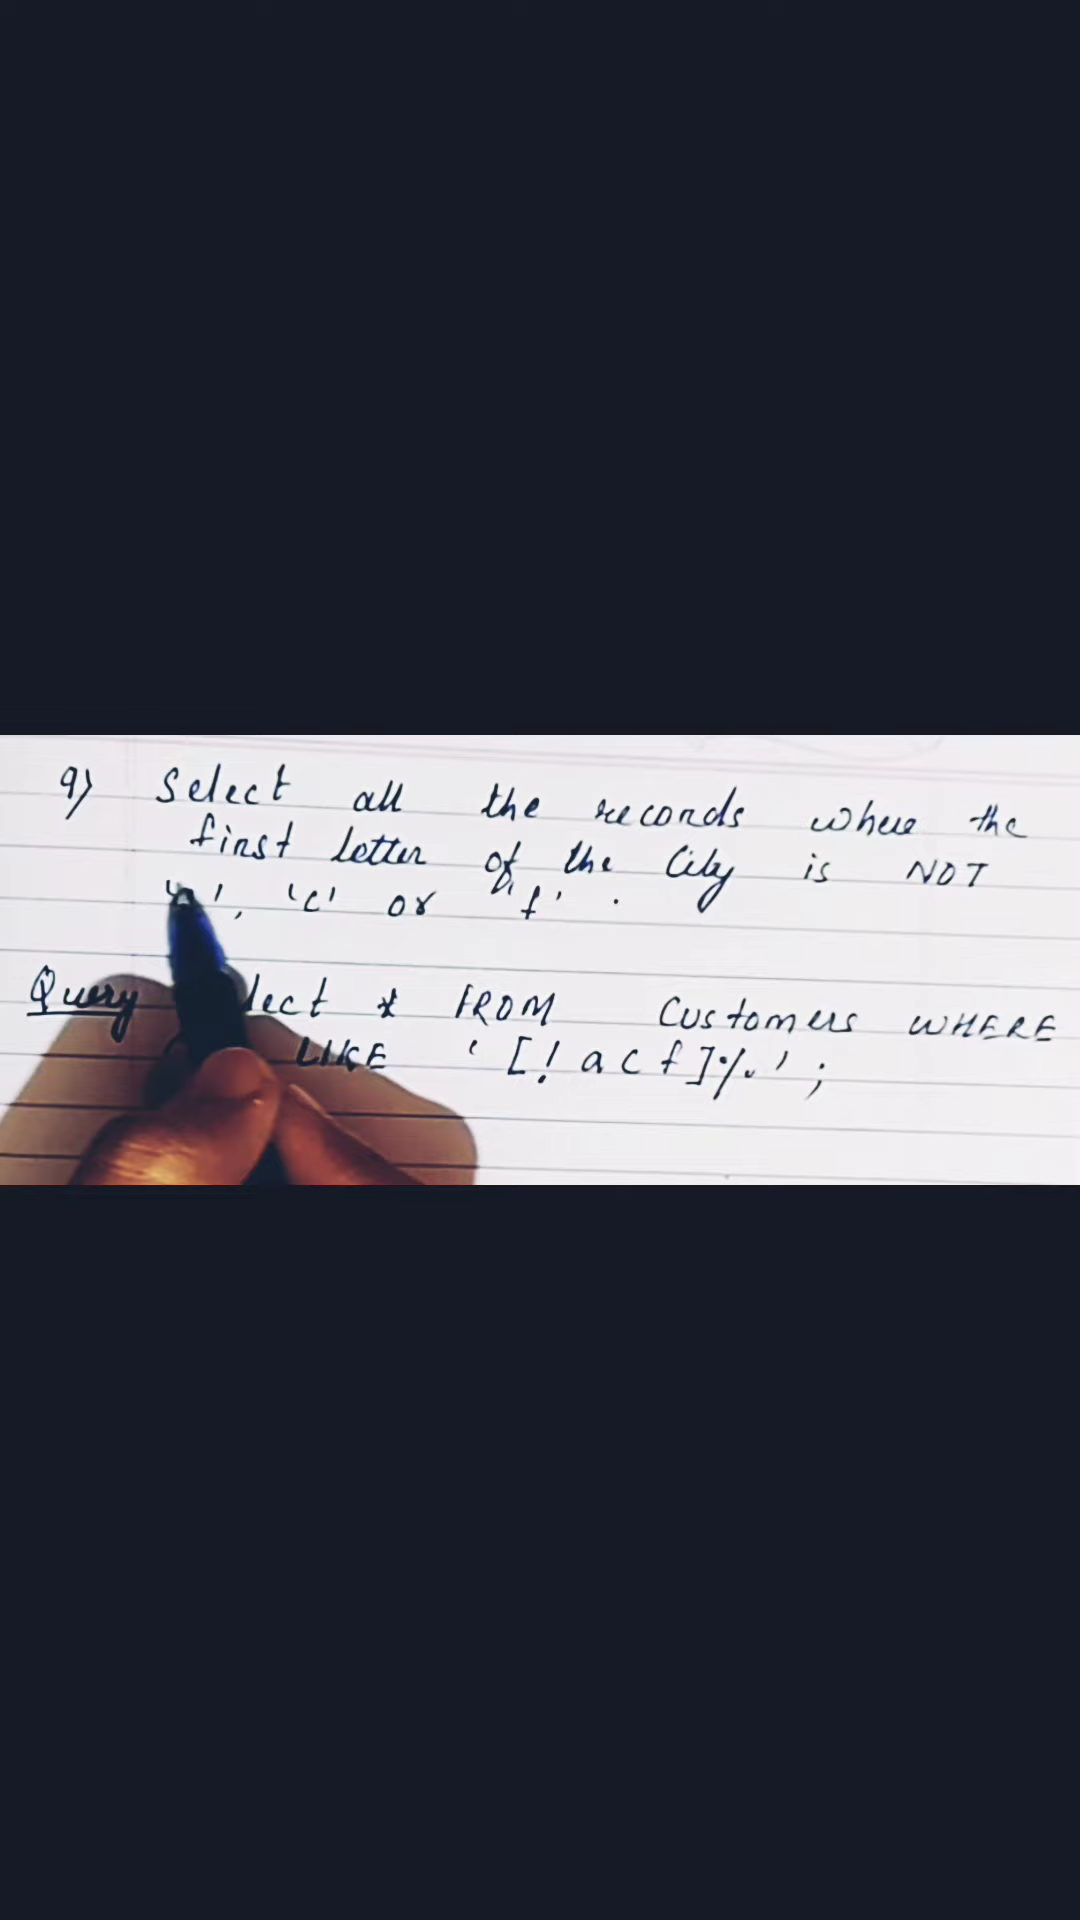 9) Select all the records where the
first letter of the City is NOT
', 'c' or 'f'.
Query lect * FROM Customers WHERE
LIKE '[! a c f]%';